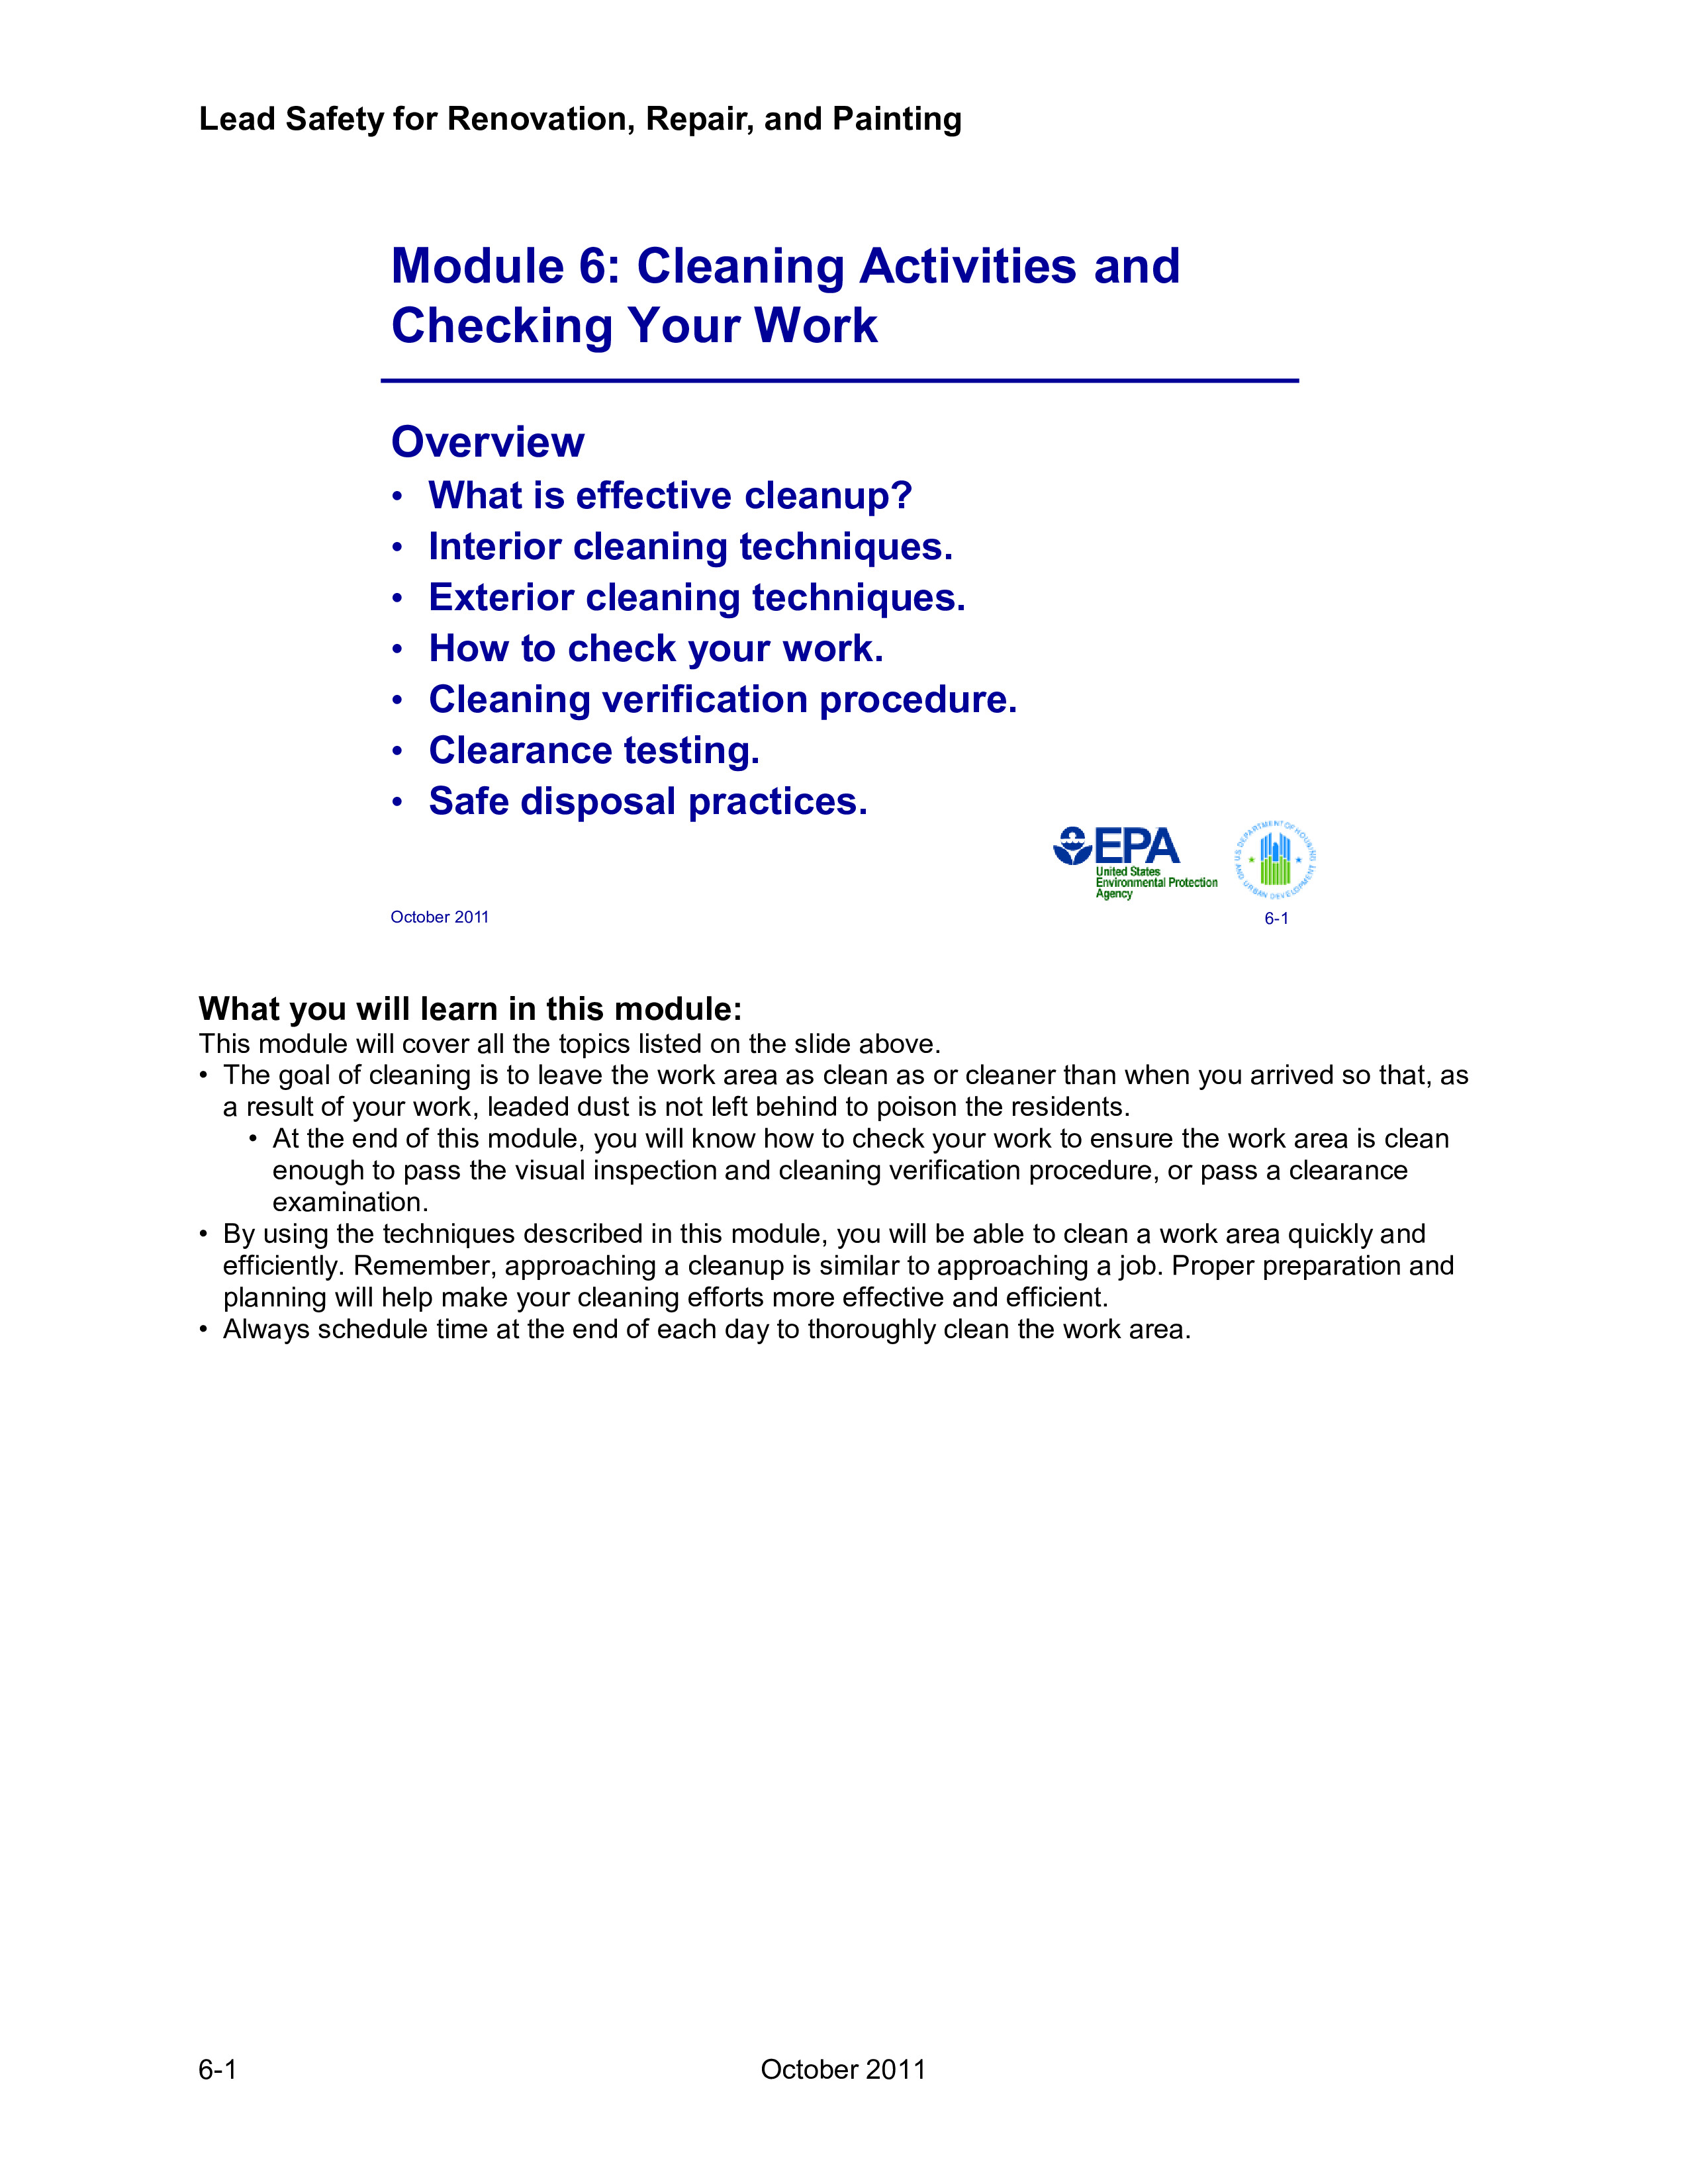 Lead Safety for Renovation, Repair, and Painting
Module 6: Cleaning Activities and
Checking Your Work
Overview
• What is effective cleanup?
• Interior cleaning techniques.
• Exterior cleaning techniques.
• How to check your work.
• Cleaning verification procedure.
• Clearance testing.
• Safe disposal practices.
EPA
United States
Environmental Protection
Agency
U.S. DEPARTMENT OF HOUSING AND URBAN DEVELOPMENT
October 2011
6-1
What you will learn in this module:
This module will cover all the topics listed on the slide above.
• The goal of cleaning is to leave the work area as clean as or cleaner than when you arrived so that, as
a result of your work, leaded dust is not left behind to poison the residents.
• At the end of this module, you will know how to check your work to ensure the work area is clean
enough to pass the visual inspection and cleaning verification procedure, or pass a clearance
examination.
• By using the techniques described in this module, you will be able to clean a work area quickly and
efficiently. Remember, approaching a cleanup is similar to approaching a job. Proper preparation and
planning will help make your cleaning efforts more effective and efficient.
• Always schedule time at the end of each day to thoroughly clean the work area.
6-1
October 2011